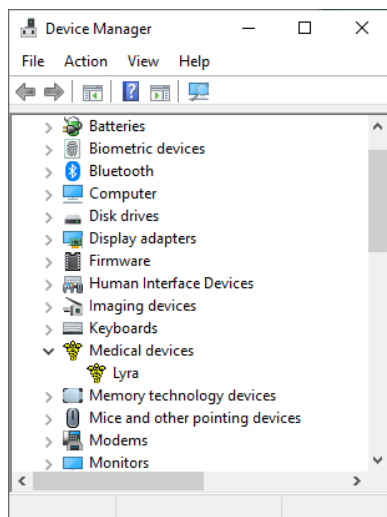 Device Manager
File Action View Help
Batteries
Biometric devices
Bluetooth
Computer
Disk drives
Display adapters
Firmware
Human Interface Devices
Imaging devices
Keyboards
Medical devices
Lyra
Memory technology devices
Mice and other pointing devices
Modems
Monitors